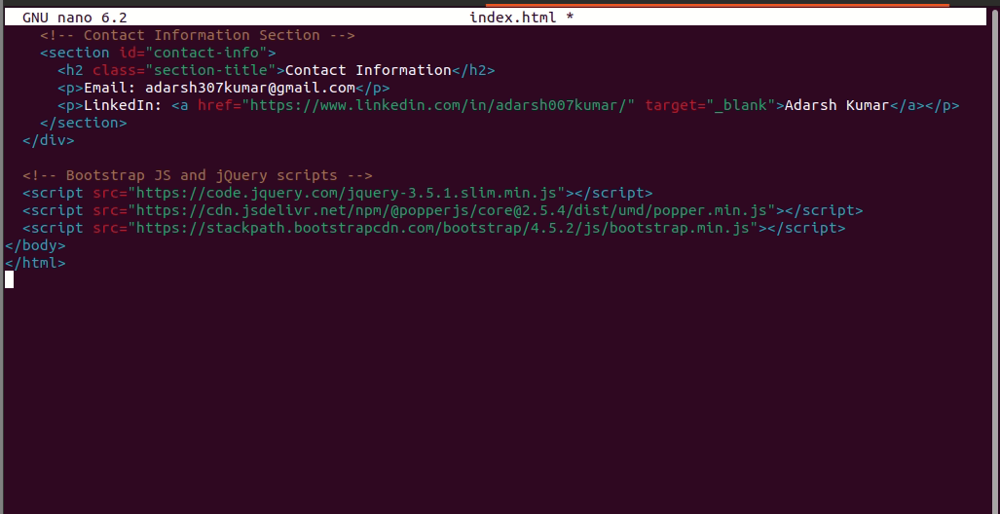 GNU nano 6.2 index.html *
<!-- Contact Information Section -->
<section id="contact-info">
<h2 class="section-title">Contact Information</h2>
<p>Email: adarsh307kumar@gmail.com</p>
<p>LinkedIn: <a href="https://www.linkedin.com/in/adarsh007kumar/" target="_blank">Adarsh Kumar</a></p>
</section>
</div>
<!-- Bootstrap JS and jQuery scripts -->
<script src="https://code.jquery.com/jquery-3.5.1.slim.min.js"></script>
<script src="https://cdn.jsdelivr.net/npm/@popperjs/core@2.5.4/dist/umd/popper.min.js"></script>
<script src="https://stackpath.bootstrapcdn.com/bootstrap/4.5.2/js/bootstrap.min.js"></script>
</body>
</html>